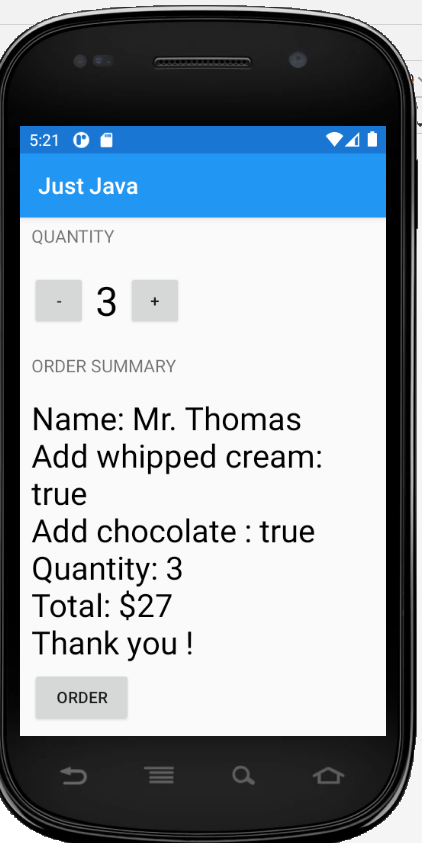 5:21
Just Java
QUANTITY
- 3 +
ORDER SUMMARY
Name: Mr. Thomas
Add whipped cream:
true
Add chocolate : true
Quantity: 3
Total: $27
Thank you !
ORDER